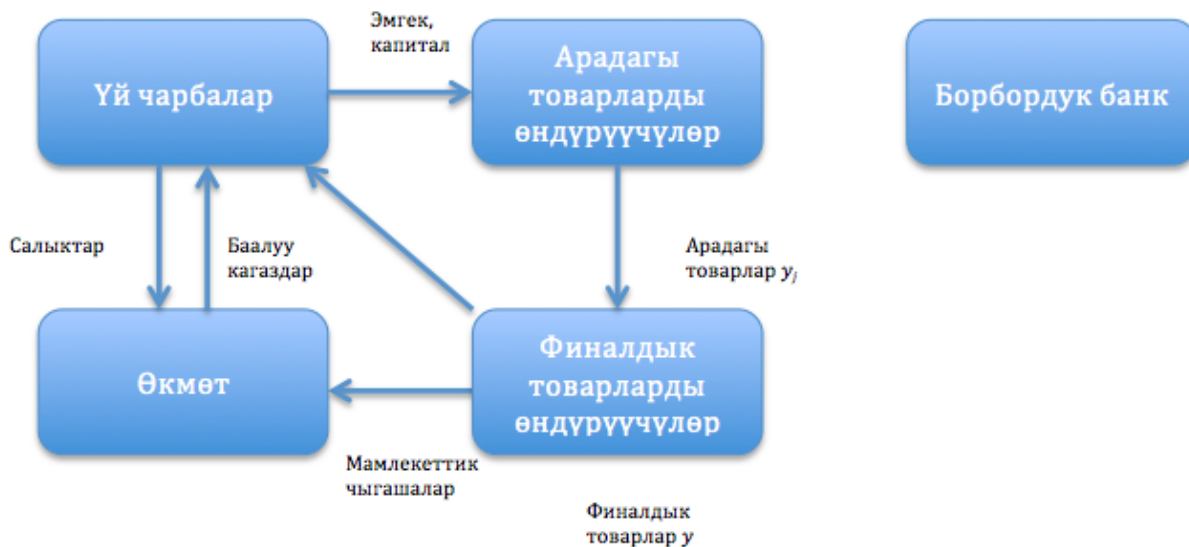 Эмгек,
капитал
Үй чарбалар
Арадагы
товарларды
өндүрүүчүлөр
Борбордук банк
Салыктар
Баалуу
кагаздар
Арадагы
товарлар yⱼ
Өкмөт
Финалдык
товарларды
өндүрүүчүлөр
Мамлекеттик
чыгашалар
Финалдык
товарлар y